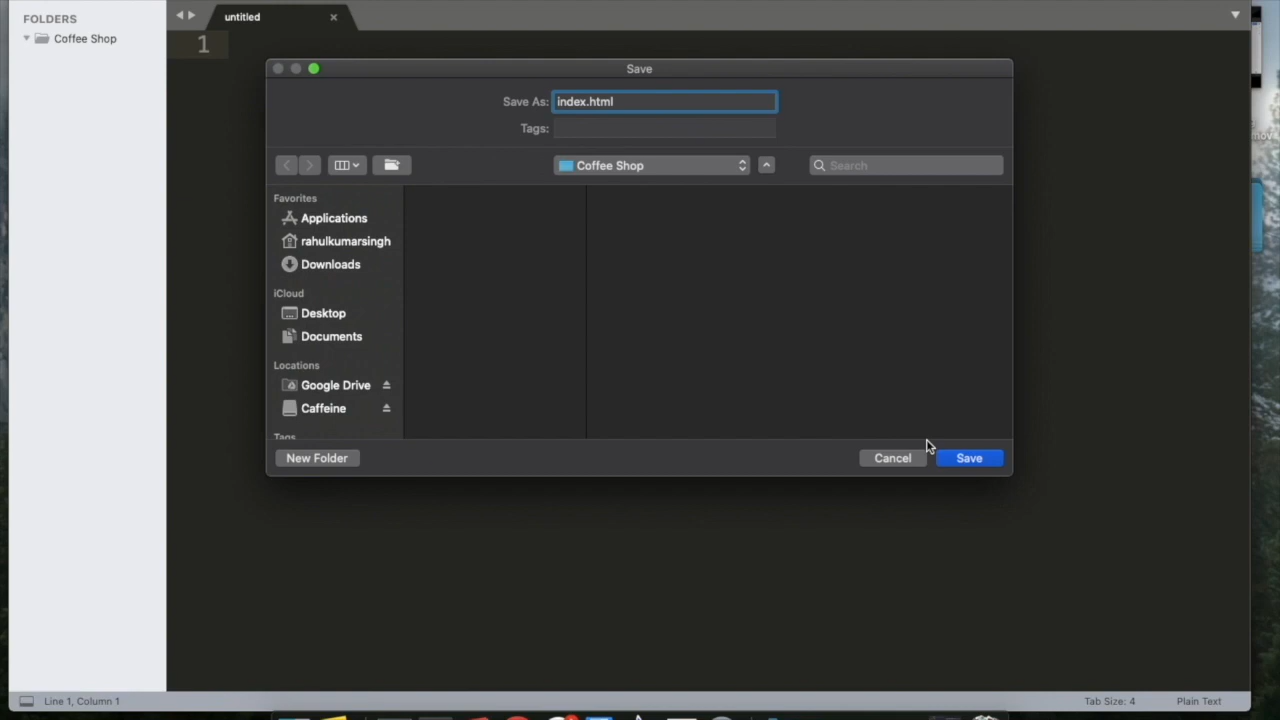 FOLDERS
Coffee Shop
untitled
1
Save
Save As: index.html
Tags:
Coffee Shop
Search
Favorites
Applications
rahulkumarsingh
Downloads
iCloud
Desktop
Documents
Locations
Google Drive
Caffeine
Tags
New Folder
Cancel
Save
mov
Line 1, Column 1
Tab Size: 4
Plain Text